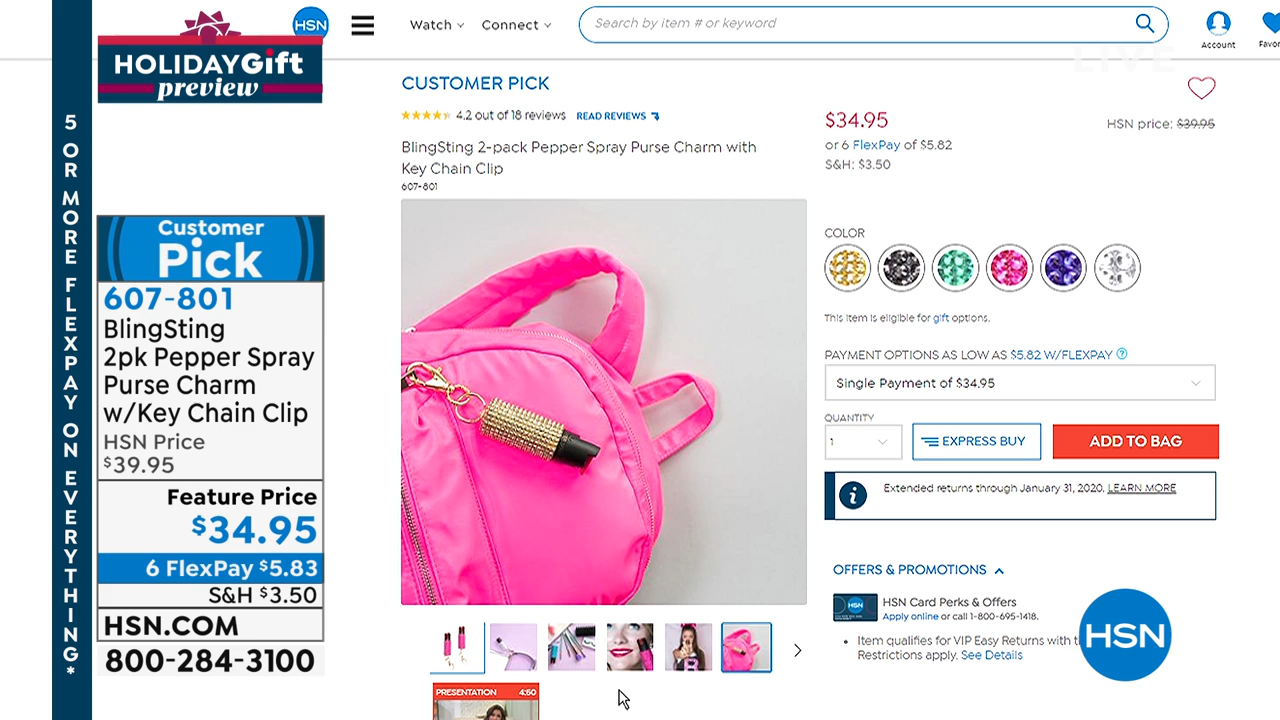 5 OR MORE FLEXPAY ON EVERYTHING*
HOLIDAY Gift
preview
HSN
Watch
Connect
Search by item # or keyword
Account
LIVE
Customer
Pick
607-801
BlingSting
2pk Pepper Spray
Purse Charm
w/Key Chain Clip
HSN Price
$39.95
Feature Price
$34.95
6 FlexPay $5.83
S&H $3.50
HSN.COM
800-284-3100
CUSTOMER PICK
4.2 out of 18 reviews READ REVIEWS
BlingSting 2-pack Pepper Spray Purse Charm with
Key Chain Clip
607-801
$34.95
HSN price: $39.95
or 6 FlexPay of $5.82
S&H: $3.50
COLOR
This item is eligible for gift options.
PAYMENT OPTIONS AS LOW AS $5.82 W/FLEXPAY ?
Single Payment of $34.95
QUANTITY
1
EXPRESS BUY
ADD TO BAG
i
Extended returns through January 31, 2020. LEARN MORE
OFFERS & PROMOTIONS
HSN
HSN Card Perks & Offers
Apply online or call 1-800-695-1418.
Item qualifies for VIP Easy Returns with
Restrictions apply. See Details
HSN
PRESENTATION 4:50